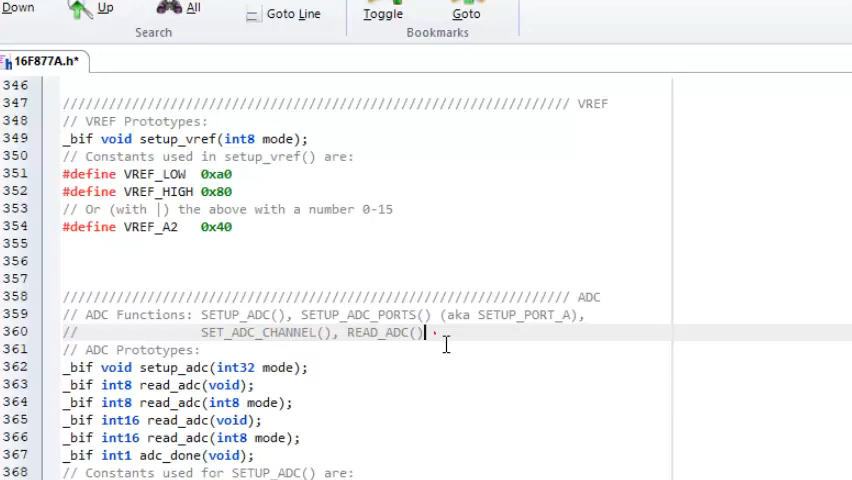 Down
Up
All
Goto Line
Toggle
Goto
Search
Bookmarks
16F877A.h*
346
347 ////////////////////////////////////////////////////////////////// VREF
348 // VREF Prototypes:
349 _bif void setup_vref(int8 mode);
350 // Constants used in setup_vref() are:
351 #define VREF_LOW  0xa0
352 #define VREF_HIGH 0x80
353 // Or (with |) the above with a number 0-15
354 #define VREF_A2   0x40
355
356
357
358 ////////////////////////////////////////////////////////////////// ADC
359 // ADC Functions: SETUP_ADC(), SETUP_ADC_PORTS() (aka SETUP_PORT_A),
360 //                SET_ADC_CHANNEL(), READ_ADC()
361 // ADC Prototypes:
362 _bif void setup_adc(int32 mode);
363 _bif int8 read_adc(void);
364 _bif int8 read_adc(int8 mode);
365 _bif int16 read_adc(void);
366 _bif int16 read_adc(int8 mode);
367 _bif int1 adc_done(void);
368 // Constants used for SETUP_ADC() are: